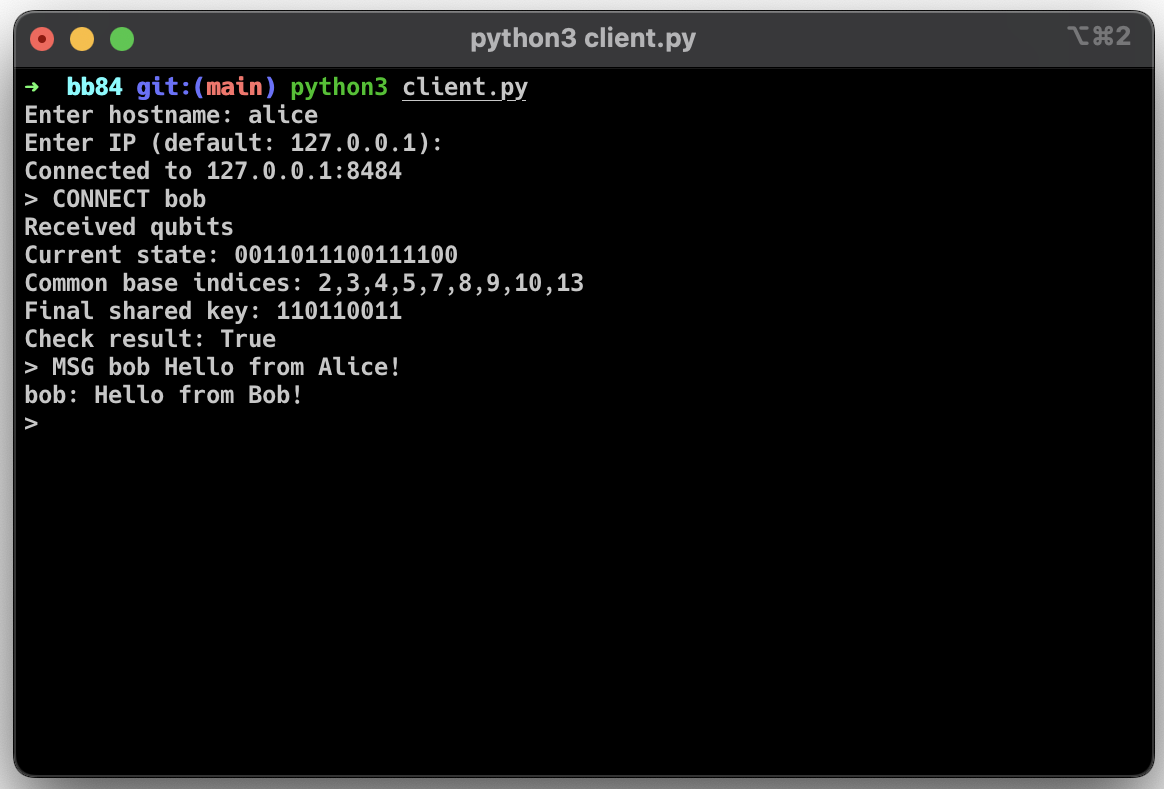 python3 client.py
⌥⌘2
➜ bb84 git:(main) python3 client.py
Enter hostname: alice
Enter IP (default: 127.0.0.1):
Connected to 127.0.0.1:8484
> CONNECT bob
Received qubits
Current state: 0011011100111100
Common base indices: 2,3,4,5,7,8,9,10,13
Final shared key: 110110011
Check result: True
> MSG bob Hello from Alice!
bob: Hello from Bob!
>